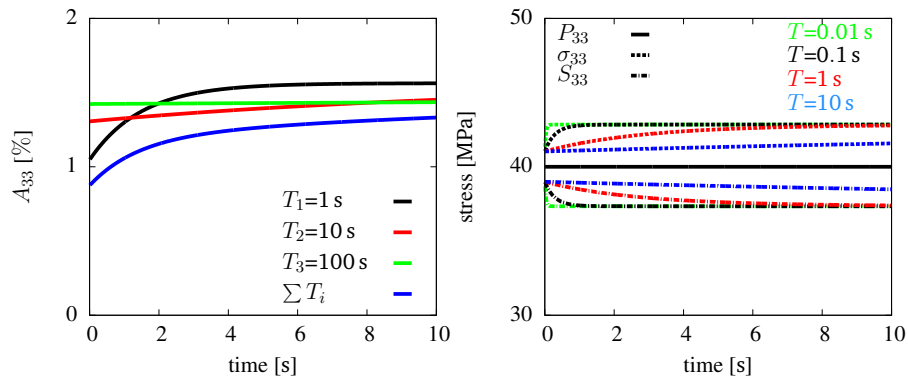 2%
1
0
A₃₃ [%]
0 2 4 6 8 10
time [s]
T₁=1 s
T₂=10 s
T₃=100 s
∑ Tᵢ
50
40
30
stress [MPa]
0 2 4 6 8 10
time [s]
P₃₃
σ₃₃
S₃₃
T=0.01 s
T=0.1 s
T=1 s
T=10 s